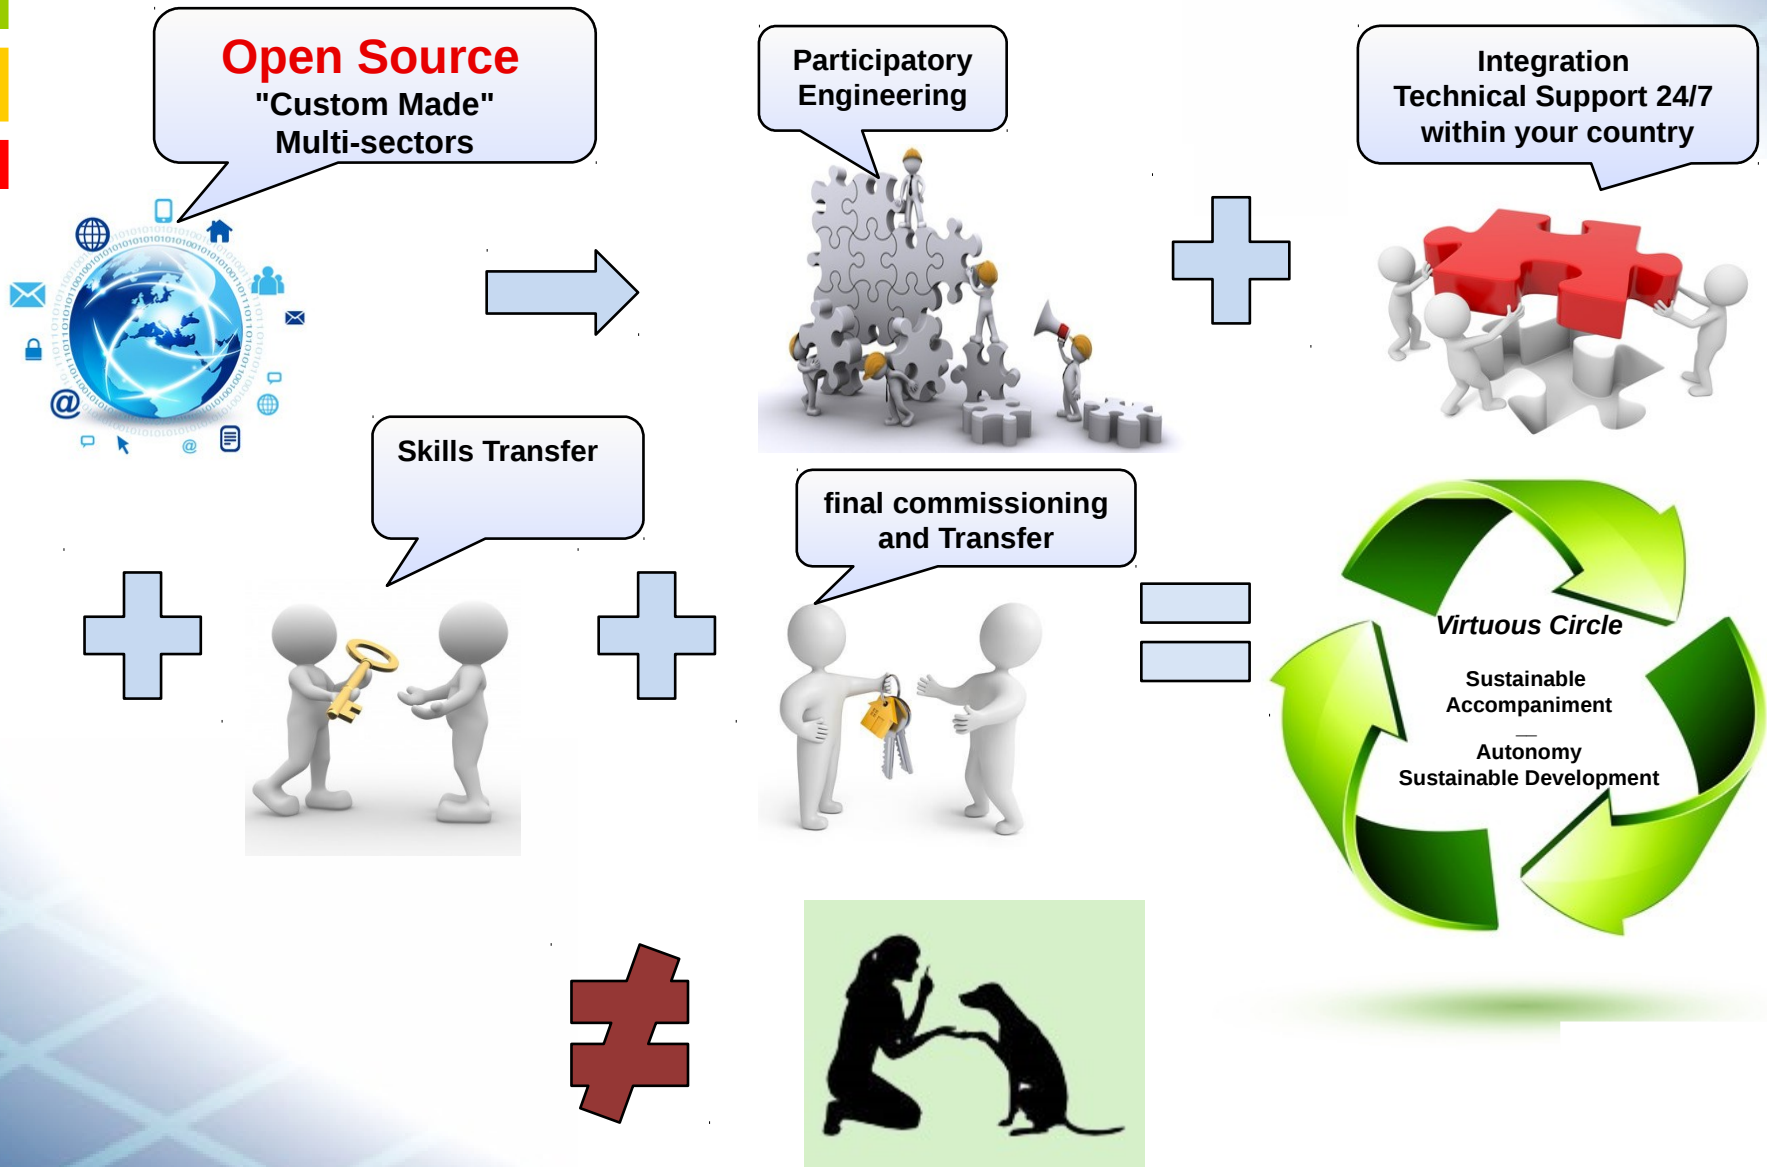 Open Source
"Custom Made"
Multi-sectors
Participatory
Engineering
Integration
Technical Support 24/7
within your country
Skills Transfer
final commissioning
and Transfer
Virtuous Circle
Sustainable
Accompaniment
__
Autonomy
Sustainable Development